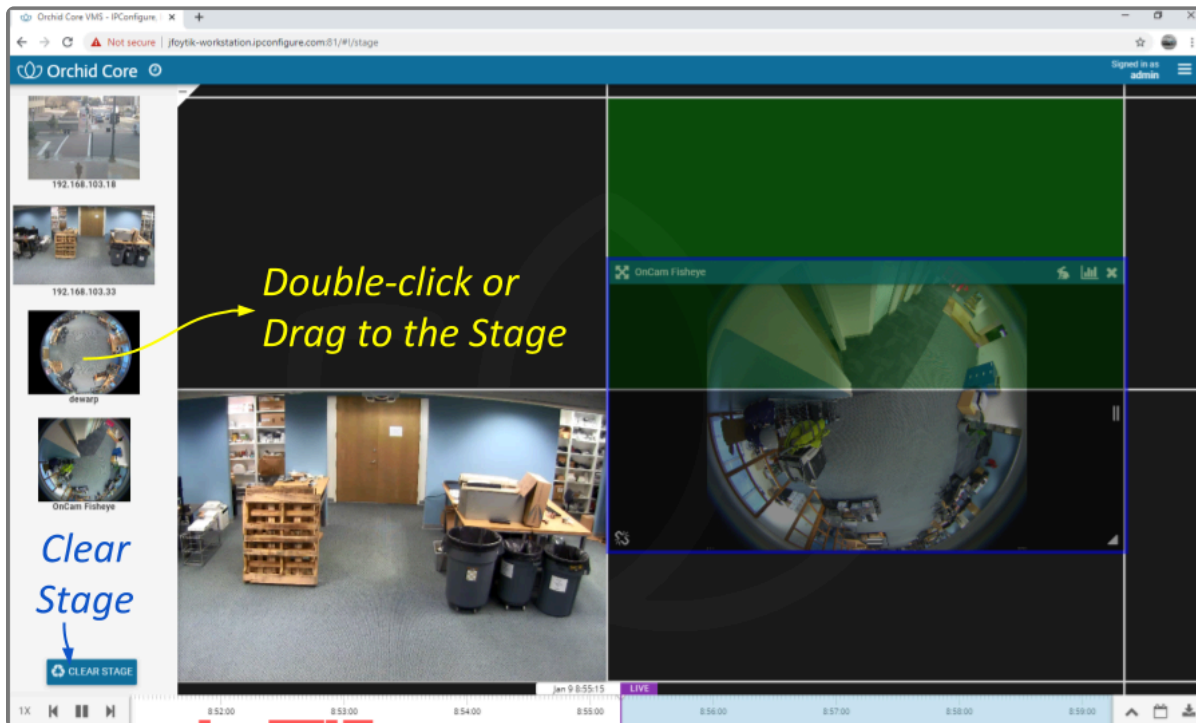 Orchid Core VMS - IPConfigure,
Not secure | jfoytik-workstation.ipconfigure.com:81/#!/stage
Orchid Core
Signed in as
admin
192.168.103.18
192.168.103.33
dewarp
OnCam Fisheye
Double-click or
Drag to the Stage
OnCam Fisheye
Clear
Stage
CLEAR STAGE
Jan 9 8:55:15 LIVE
1X 8:52:00 8:53:00 8:54:00 8:55:00 8:56:00 8:57:00 8:58:00 8:59:00